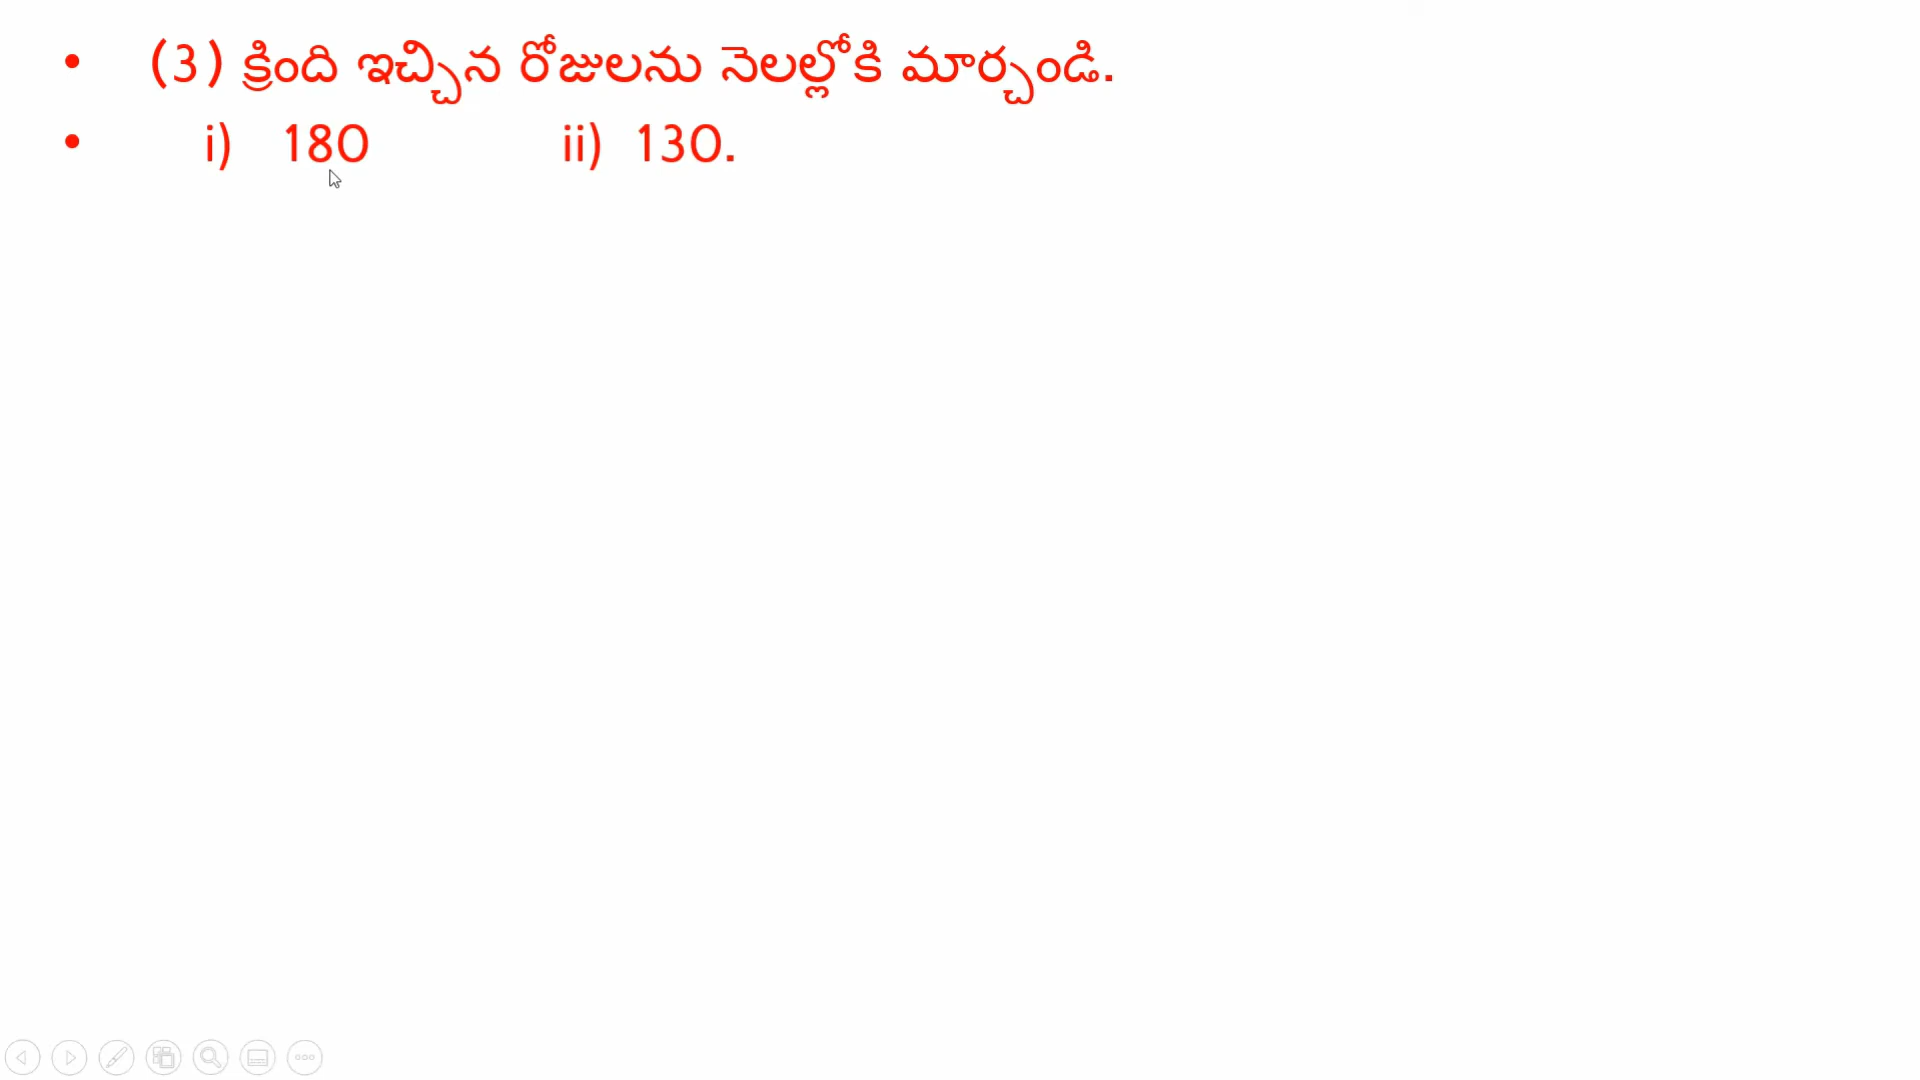 • (3) క్రింది ఇచ్చిన రోజులను నెలల్లోకి మార్చండి.
• i) 180 ii) 130.